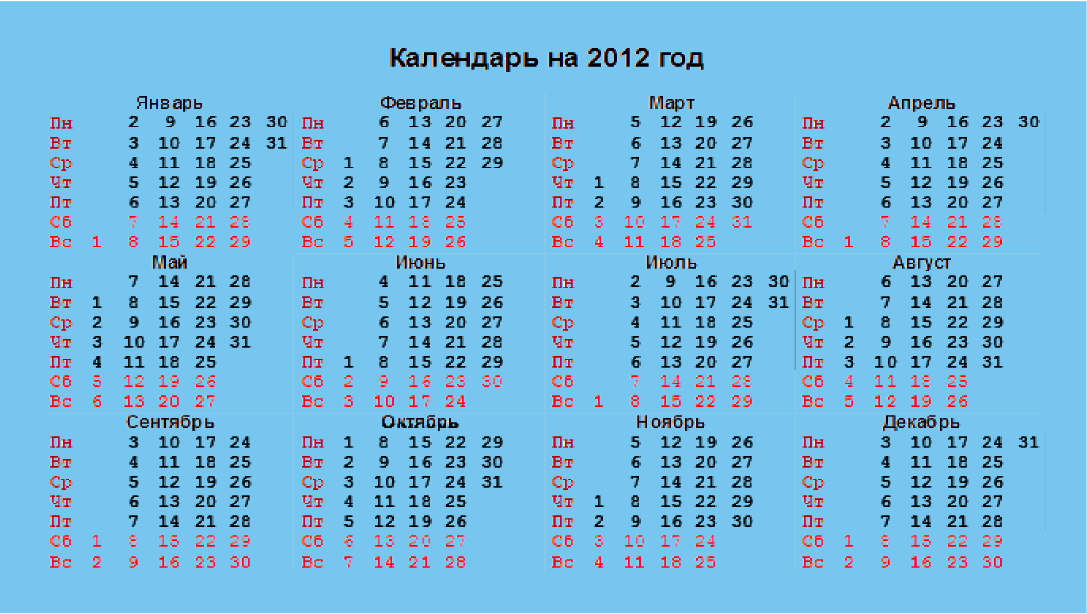 Календарь на 2012 год
Январь Февраль Март Апрель
Пн 2 9 16 23 30 Пн 6 13 20 27 Пн 5 12 19 26 Пн 2 9 16 23 30
Вт 3 10 17 24 31 Вт 7 14 21 28 Вт 6 13 20 27 Вт 3 10 17 24
Ср 4 11 18 25 Ср 1 8 15 22 29 Ср 7 14 21 28 Ср 4 11 18 25
Чт 5 12 19 26 Чт 2 9 16 23 Чт 1 8 15 22 29 Чт 5 12 19 26
Пт 6 13 20 27 Пт 3 10 17 24 Пт 2 9 16 23 30 Пт 6 13 20 27
Сб 7 14 21 28 Сб 4 11 18 25 Сб 3 10 17 24 31 Сб 7 14 21 28
Вс 1 8 15 22 29 Вс 5 12 19 26 Вс 4 11 18 25 Вс 1 8 15 22 29
Май Июнь Июль Август
Пн 7 14 21 28 Пн 4 11 18 25 Пн 2 9 16 23 30 Пн 6 13 20 27
Вт 1 8 15 22 29 Вт 5 12 19 26 Вт 3 10 17 24 31 Вт 7 14 21 28
Ср 2 9 16 23 30 Ср 6 13 20 27 Ср 4 11 18 25 Ср 1 8 15 22 29
Чт 3 10 17 24 31 Чт 7 14 21 28 Чт 5 12 19 26 Чт 2 9 16 23 30
Пт 4 11 18 25 Пт 1 8 15 22 29 Пт 6 13 20 27 Пт 3 10 17 24 31
Сб 5 12 19 26 Сб 2 9 16 23 30 Сб 7 14 21 28 Сб 4 11 18 25
Вс 6 13 20 27 Вс 3 10 17 24 Вс 1 8 15 22 29 Вс 5 12 19 26
Сентябрь Октябрь Ноябрь Декабрь
Пн 3 10 17 24 Пн 1 8 15 22 29 Пн 5 12 19 26 Пн 3 10 17 24 31
Вт 4 11 18 25 Вт 2 9 16 23 30 Вт 6 13 20 27 Вт 4 11 18 25
Ср 5 12 19 26 Ср 3 10 17 24 31 Ср 7 14 21 28 Ср 5 12 19 26
Чт 6 13 20 27 Чт 4 11 18 25 Чт 1 8 15 22 29 Чт 6 13 20 27
Пт 7 14 21 28 Пт 5 12 19 26 Пт 2 9 16 23 30 Пт 7 14 21 28
Сб 1 8 15 22 29 Сб 6 13 20 27 Сб 3 10 17 24 Сб 1 8 15 22 29
Вс 2 9 16 23 30 Вс 7 14 21 28 Вс 4 11 18 25 Вс 2 9 16 23 30